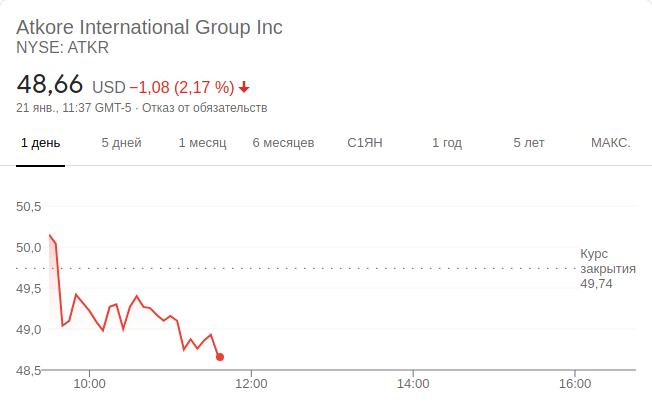 Atkore International Group Inc
NYSE: ATKR
48,66 USD −1,08 (2,17 %)
21 янв., 11:37 GMT-5 · Отказ от обязательств
1 день 5 дней 1 месяц 6 месяцев С1ЯН 1 год 5 лет МАКС.
50,5
50,0
Курс
закрытия
49,74
49,5
49,0
48,5
10:00 12:00 14:00 16:00